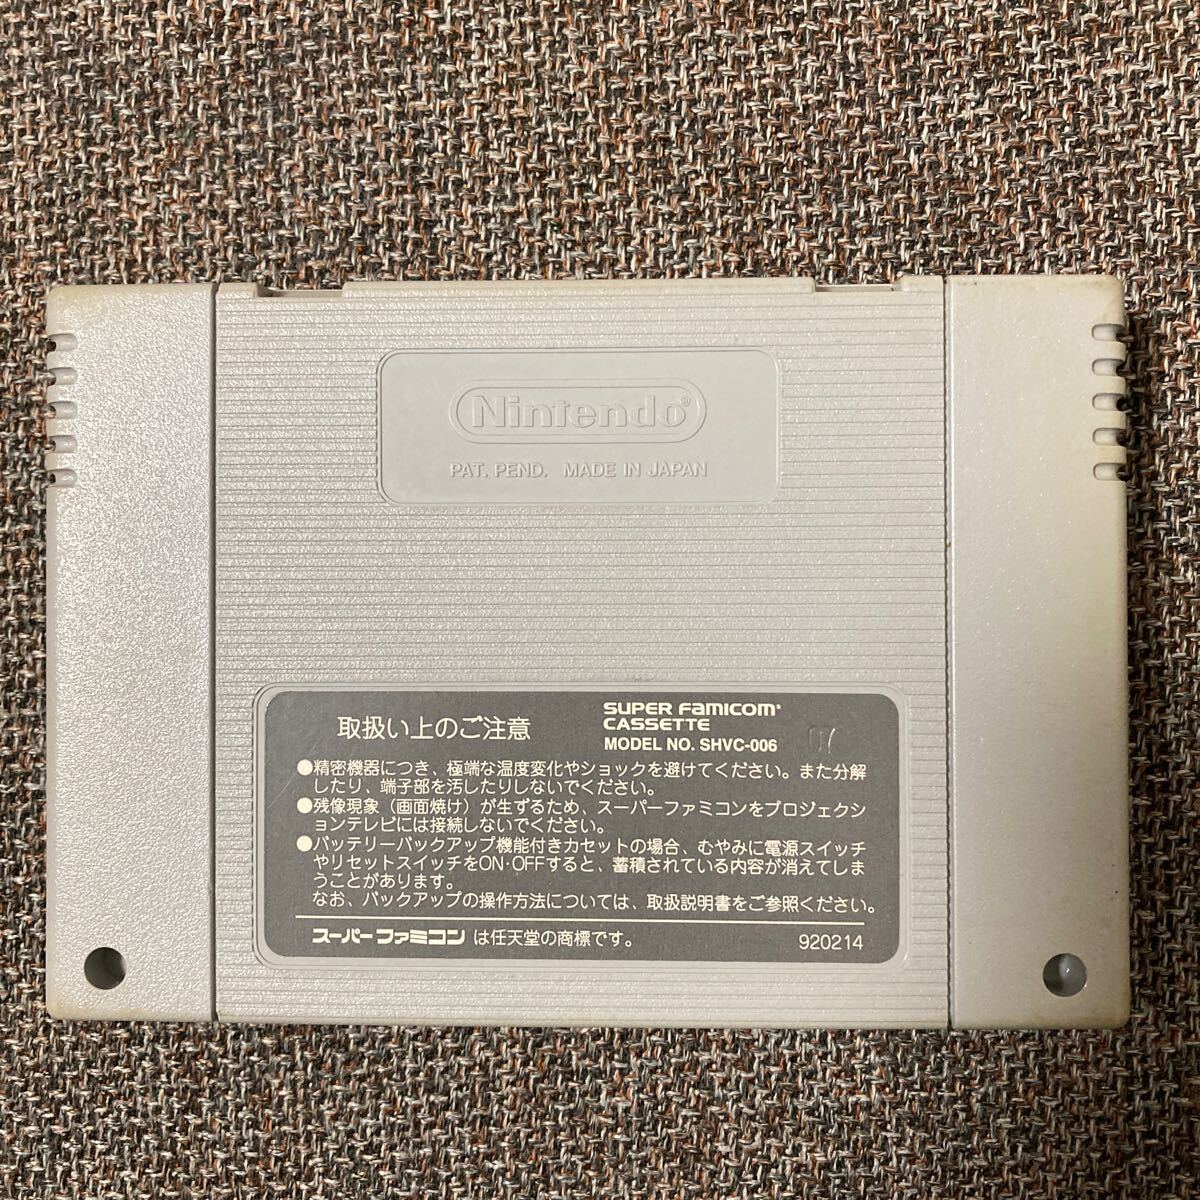 Nintendo®
PAT. PEND. MADE IN JAPAN
取扱い上のご注意
SUPER FAMICOM®
CASSETTE
MODEL NO. SHVC-006
●精密機器につき、極端な温度変化やショックを避けてください。また分解
したり、端子部を汚したりしないでください。
●残像現象（画面焼け）が生ずるため、スーパーファミコンをプロジェクシ
ョンテレビには接続しないでください。
●バッテリーバックアップ機能付きカセットの場合、むやみに電源スイッチ
やリセットスイッチをON·OFFすると、蓄積されている内容が消えてしま
うことがあります。
なお、バックアップの操作方法については、取扱説明書をご参照ください。
スーパーファミコン は任天堂の商標です。
920214